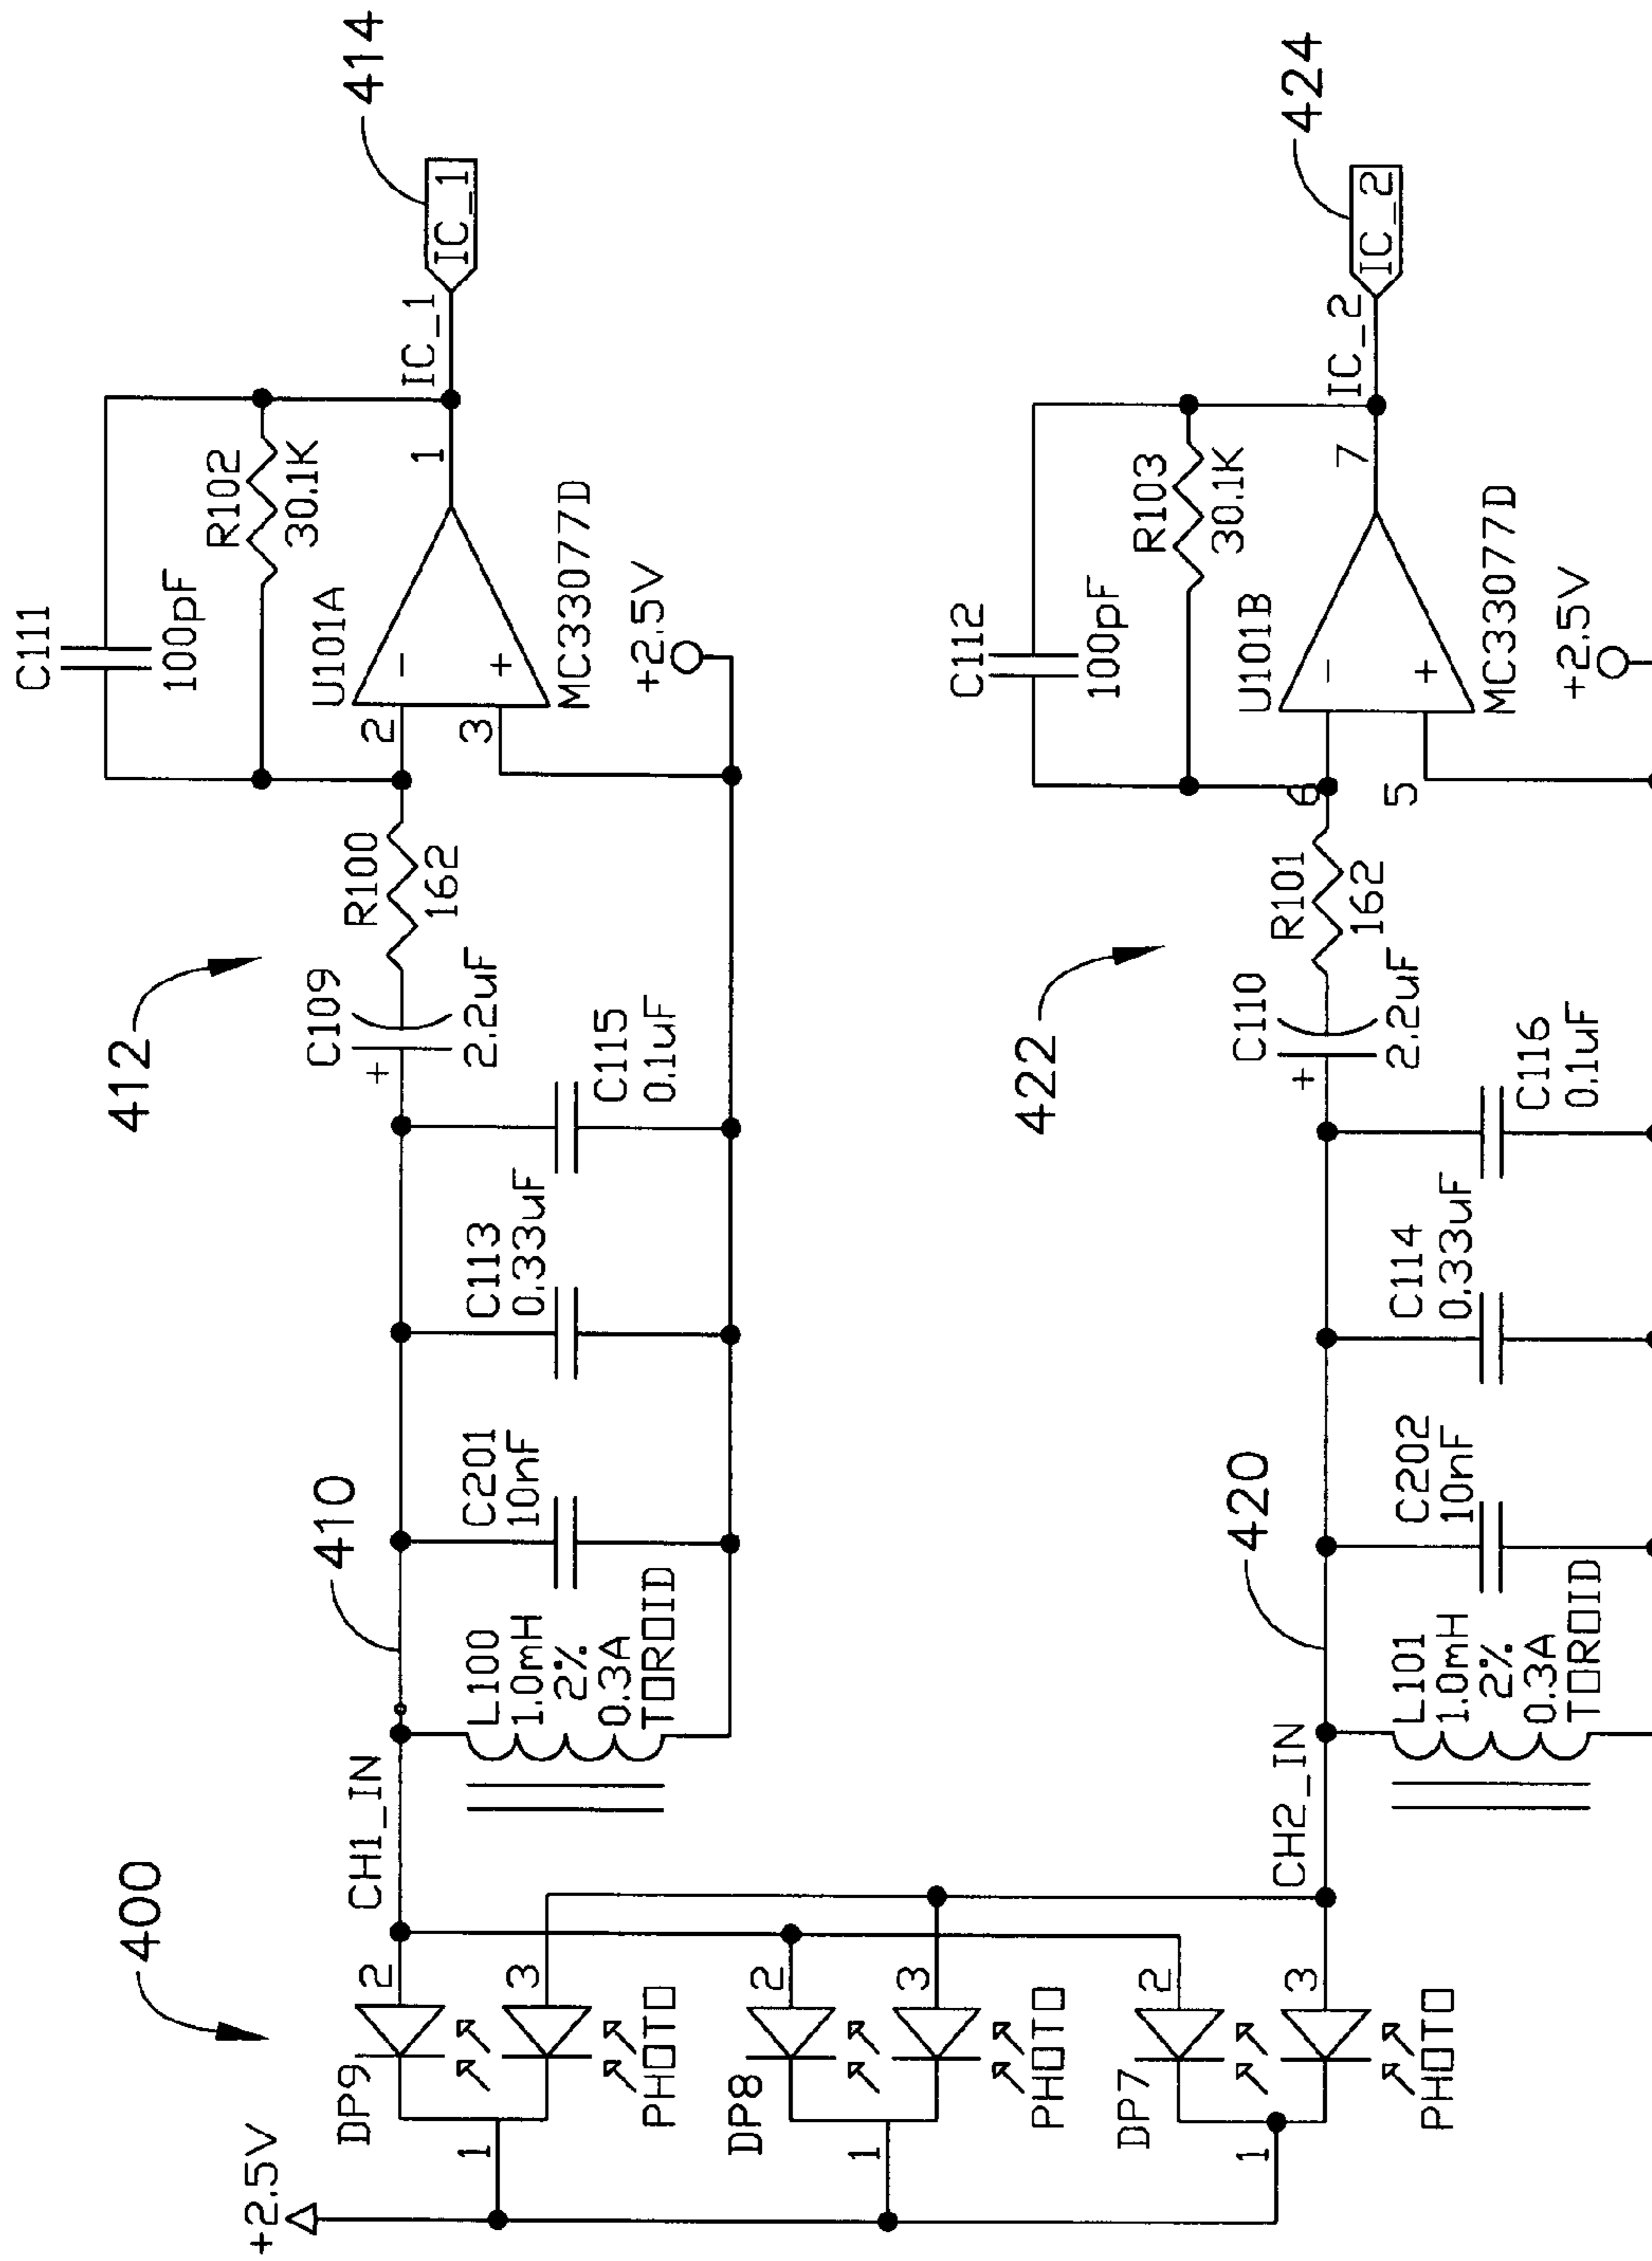 400
+2.5V
DP9
1
2
3
PHOTO
DP8
1
2
3
PHOTO
DP7
1
2
3
PHOTO
CH1_IN
410
L100
1.0mH
2%
0.3A
TOROID
C201
10nF
C113
0.33uF
C115
0.1uF
412
C109
+
2.2uF
R100
162
C111
100pF
R102
30.1K
U101A
2
3
-
+
1
MC33077D
+2.5V
IC_1
IC_1
414
CH2_IN
420
L101
1.0mH
2%
0.3A
TOROID
C202
10nF
C114
0.33uF
C116
0.1uF
422
C110
+
2.2uF
R101
162
C112
100pF
R103
30.1K
U101B
6
5
-
+
7
MC33077D
+2.5V
IC_2
IC_2
424